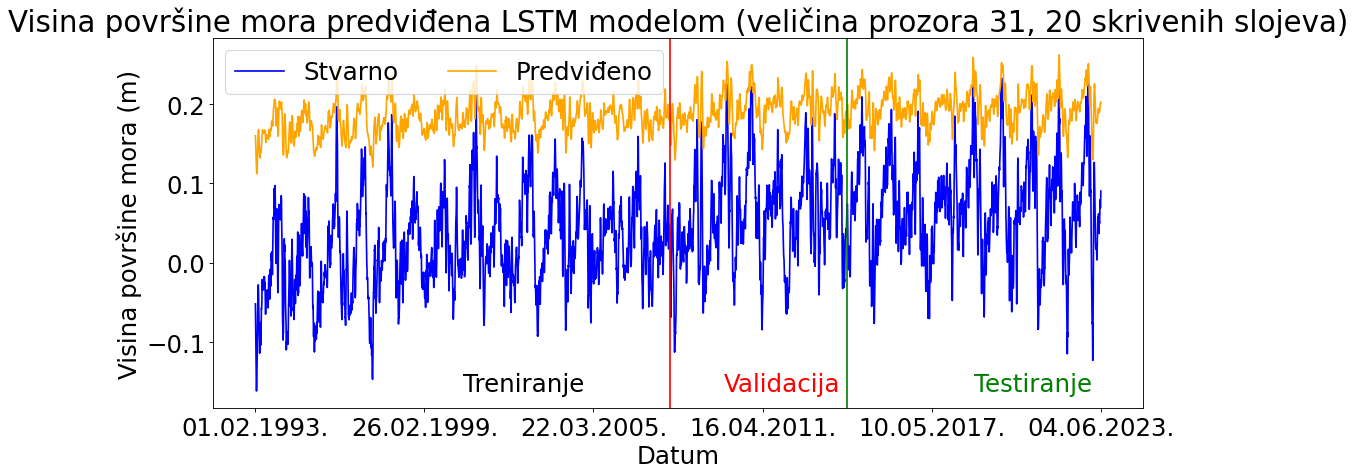 Visina površine mora predviđena LSTM modelom (veličina prozora 31, 20 skrivenih slojeva)
Stvarno
Predviđeno
Visina površine mora (m)
0.2
0.1
0.0
−0.1
Treniranje
Validacija
Testiranje
01.02.1993.
26.02.1999.
22.03.2005.
16.04.2011.
10.05.2017.
04.06.2023.
Datum